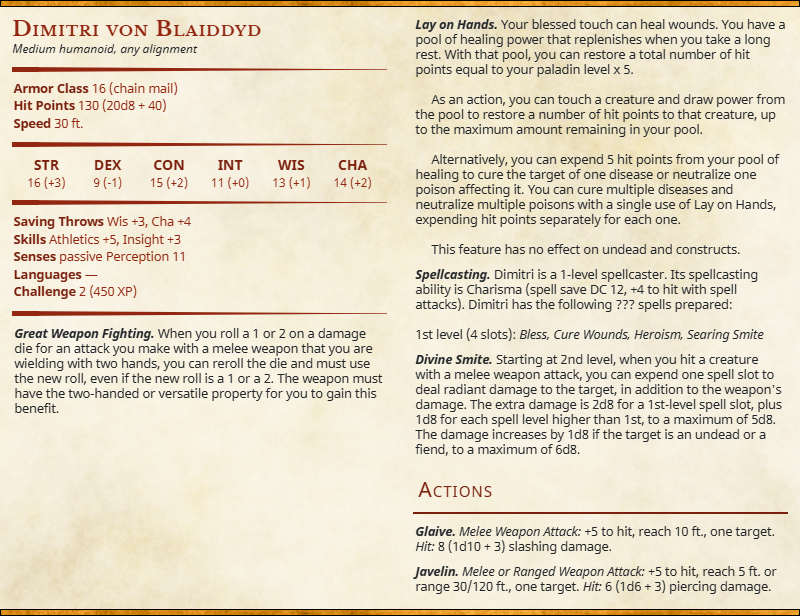 Dimitri von Blaiddyd
Medium humanoid, any alignment
Armor Class 16 (chain mail)
Hit Points 130 (20d8 + 40)
Speed 30 ft.
STR DEX CON INT WIS CHA
16 (+3) 9 (-1) 15 (+2) 11 (+0) 13 (+1) 14 (+2)
Saving Throws Wis +3, Cha +4
Skills Athletics +5, Insight +3
Senses passive Perception 11
Languages —
Challenge 2 (450 XP)
Great Weapon Fighting. When you roll a 1 or 2 on a damage
die for an attack you make with a melee weapon that you are
wielding with two hands, you can reroll the die and must use
the new roll, even if the new roll is a 1 or a 2. The weapon must
have the two-handed or versatile property for you to gain this
benefit.
Lay on Hands. Your blessed touch can heal wounds. You have a
pool of healing power that replenishes when you take a long
rest. With that pool, you can restore a total number of hit
points equal to your paladin level x 5.
As an action, you can touch a creature and draw power from
the pool to restore a number of hit points to that creature, up
to the maximum amount remaining in your pool.
Alternatively, you can expend 5 hit points from your pool of
healing to cure the target of one disease or neutralize one
poison affecting it. You can cure multiple diseases and
neutralize multiple poisons with a single use of Lay on Hands,
expending hit points separately for each one.
This feature has no effect on undead and constructs.
Spellcasting. Dimitri is a 1-level spellcaster. Its spellcasting
ability is Charisma (spell save DC 12, +4 to hit with spell
attacks). Dimitri has the following ??? spells prepared:
1st level (4 slots): Bless, Cure Wounds, Heroism, Searing Smite
Divine Smite. Starting at 2nd level, when you hit a creature
with a melee weapon attack, you can expend one spell slot to
deal radiant damage to the target, in addition to the weapon's
damage. The extra damage is 2d8 for a 1st-level spell slot, plus
1d8 for each spell level higher than 1st, to a maximum of 5d8.
The damage increases by 1d8 if the target is an undead or a
fiend, to a maximum of 6d8.
Actions
Glaive. Melee Weapon Attack: +5 to hit, reach 10 ft., one target.
Hit: 8 (1d10 + 3) slashing damage.
Javelin. Melee or Ranged Weapon Attack: +5 to hit, reach 5 ft. or
range 30/120 ft., one target. Hit: 6 (1d6 + 3) piercing damage.